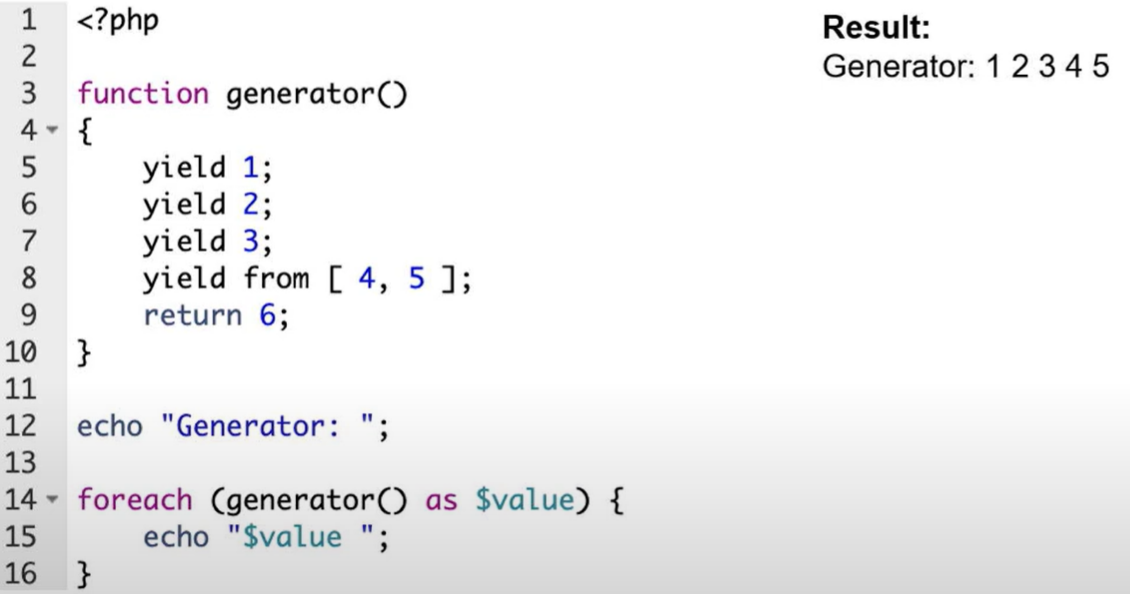 1 <?php
2
3 function generator()
4 {
5     yield 1;
6     yield 2;
7     yield 3;
8     yield from [ 4, 5 ];
9     return 6;
10 }
11
12 echo "Generator: ";
13
14 foreach (generator() as $value) {
15     echo "$value ";
16 }
Result:
Generator: 1 2 3 4 5